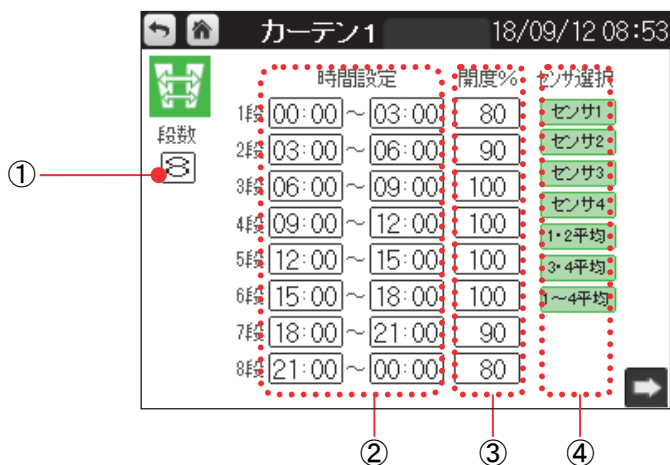 カーテン1 18/09/12 08:53
時間設定 開度% センサ選択
段数
8
1段 00:00 ～ 03:00 80 センサ1
2段 03:00 ～ 06:00 90 センサ2
3段 06:00 ～ 09:00 100 センサ3
4段 09:00 ～ 12:00 100 センサ4
5段 12:00 ～ 15:00 100 1・2平均
6段 15:00 ～ 18:00 100 3・4平均
7段 18:00 ～ 21:00 90 1～4平均
8段 21:00 ～ 00:00 80
①
② ③ ④